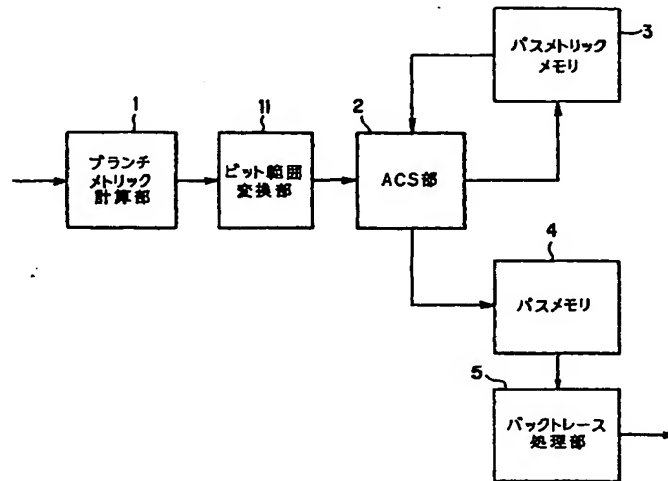 1
ブランチ
メトリック
計算部
11
ビット範囲
変換部
2
ACS部
3
パスメトリック
メモリ
4
パスメモリ
5
バックトレース
処理部